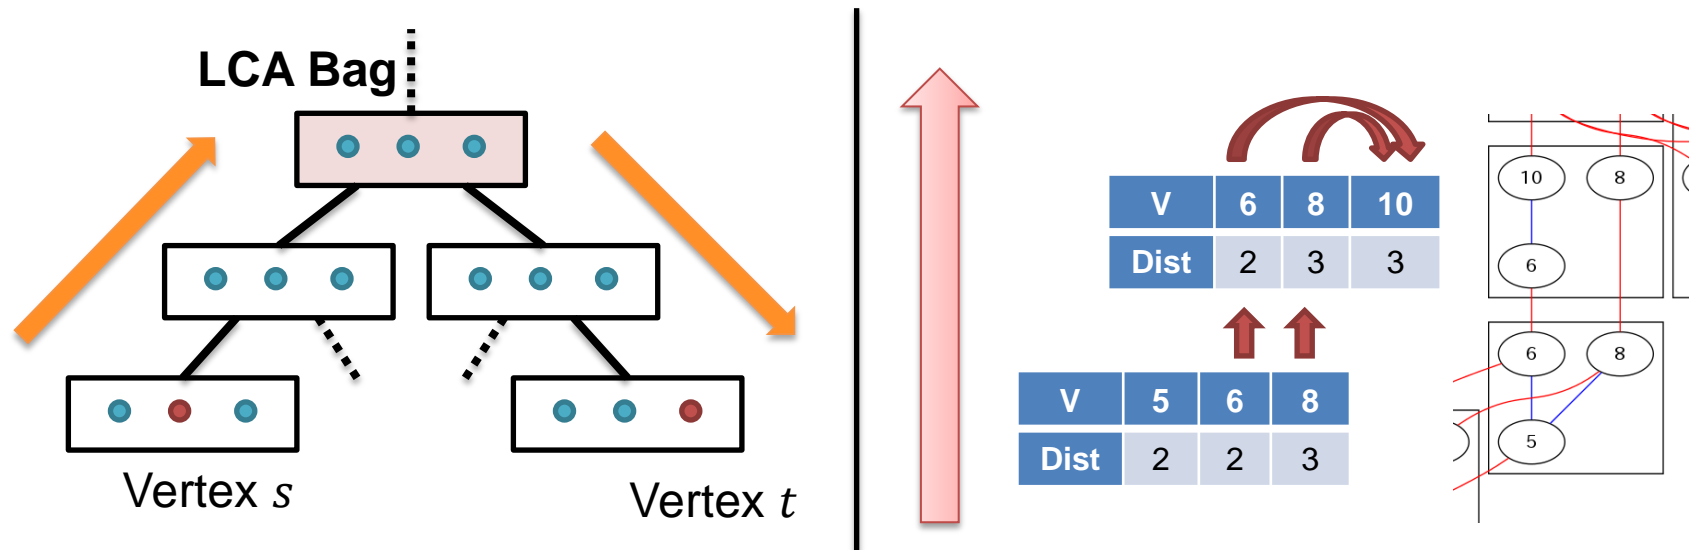 LCA Bag
Vertex s
Vertex t
V 6 8 10
Dist 2 3 3
V 5 6 8
Dist 2 2 3
10 8
6
6 8
5